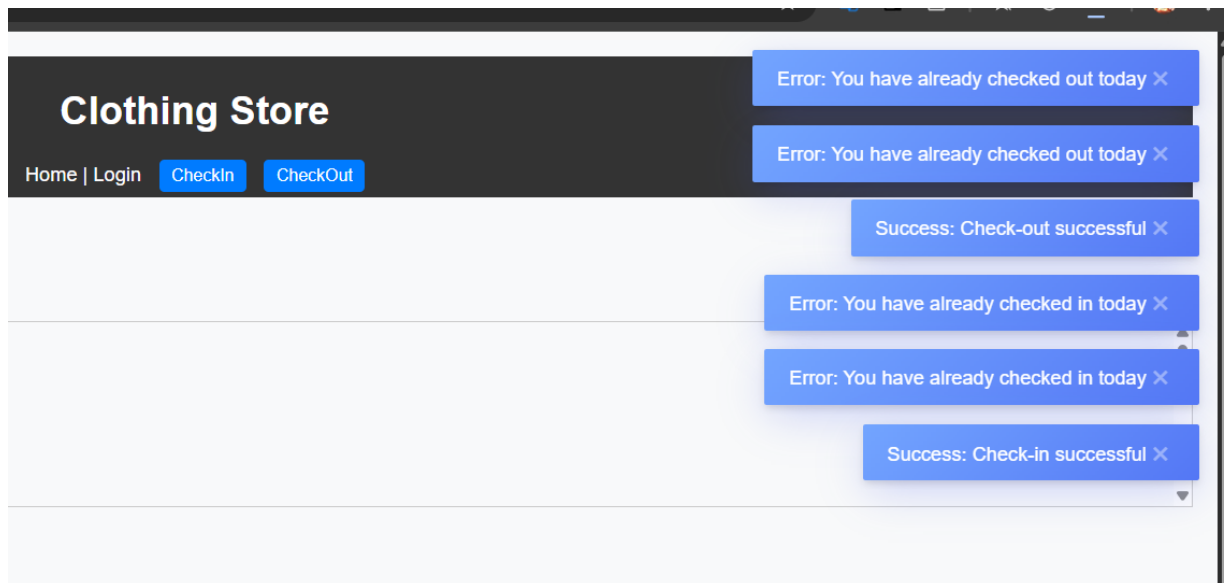 Clothing Store
Home | Login CheckIn CheckOut
Error: You have already checked out today ×
Error: You have already checked out today ×
Success: Check-out successful ×
Error: You have already checked in today ×
Error: You have already checked in today ×
Success: Check-in successful ×